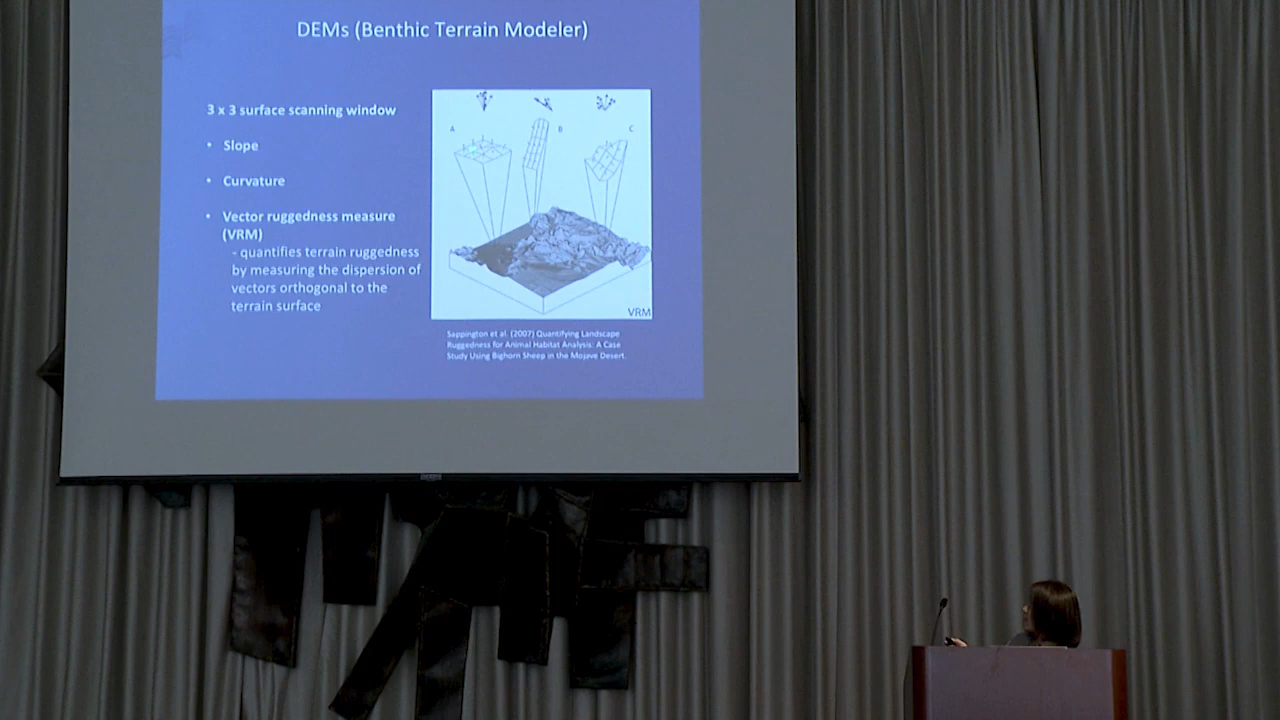 DEMs (Benthic Terrain Modeler)
3 x 3 surface scanning window
• Slope
• Curvature
• Vector ruggedness measure
(VRM)
- quantifies terrain ruggedness
by measuring the dispersion of
vectors orthogonal to the
terrain surface
A
B
C
VRM
Sappington et al. (2007) Quantifying Landscape
Ruggedness for Animal Habitat Analysis: A Case
Study Using Bighorn Sheep in the Mojave Desert.